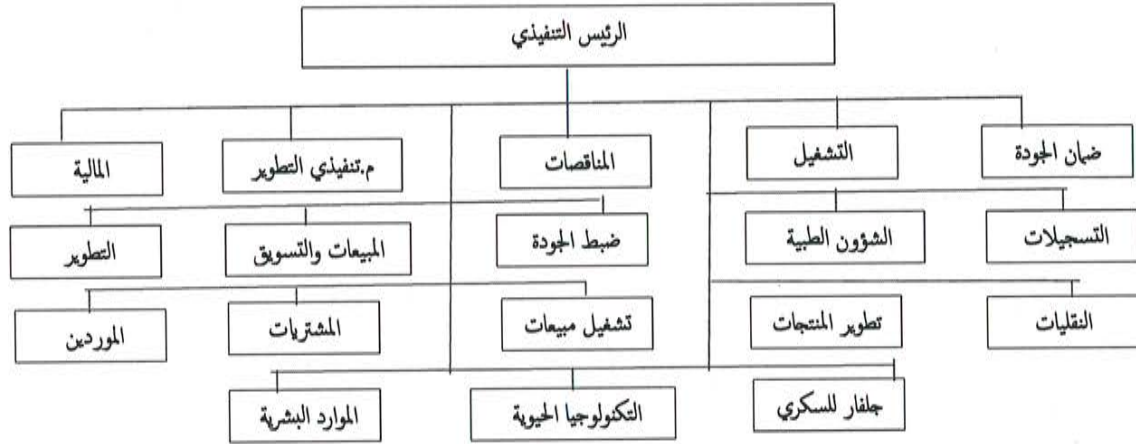 الرئيس التنفيذي
ضمان الجودة
التشغيل
المناقصات
م.تنفيذي التطوير
المالية
التسجيلات
الشؤون الطبية
ضبط الجودة
المبيعات والتسويق
التطوير
النقليات
تطوير المنتجات
تشغيل مبيعات
المشتريات
الموردين
جلفار للسكري
التكنولوجيا الحيوية
الموارد البشرية